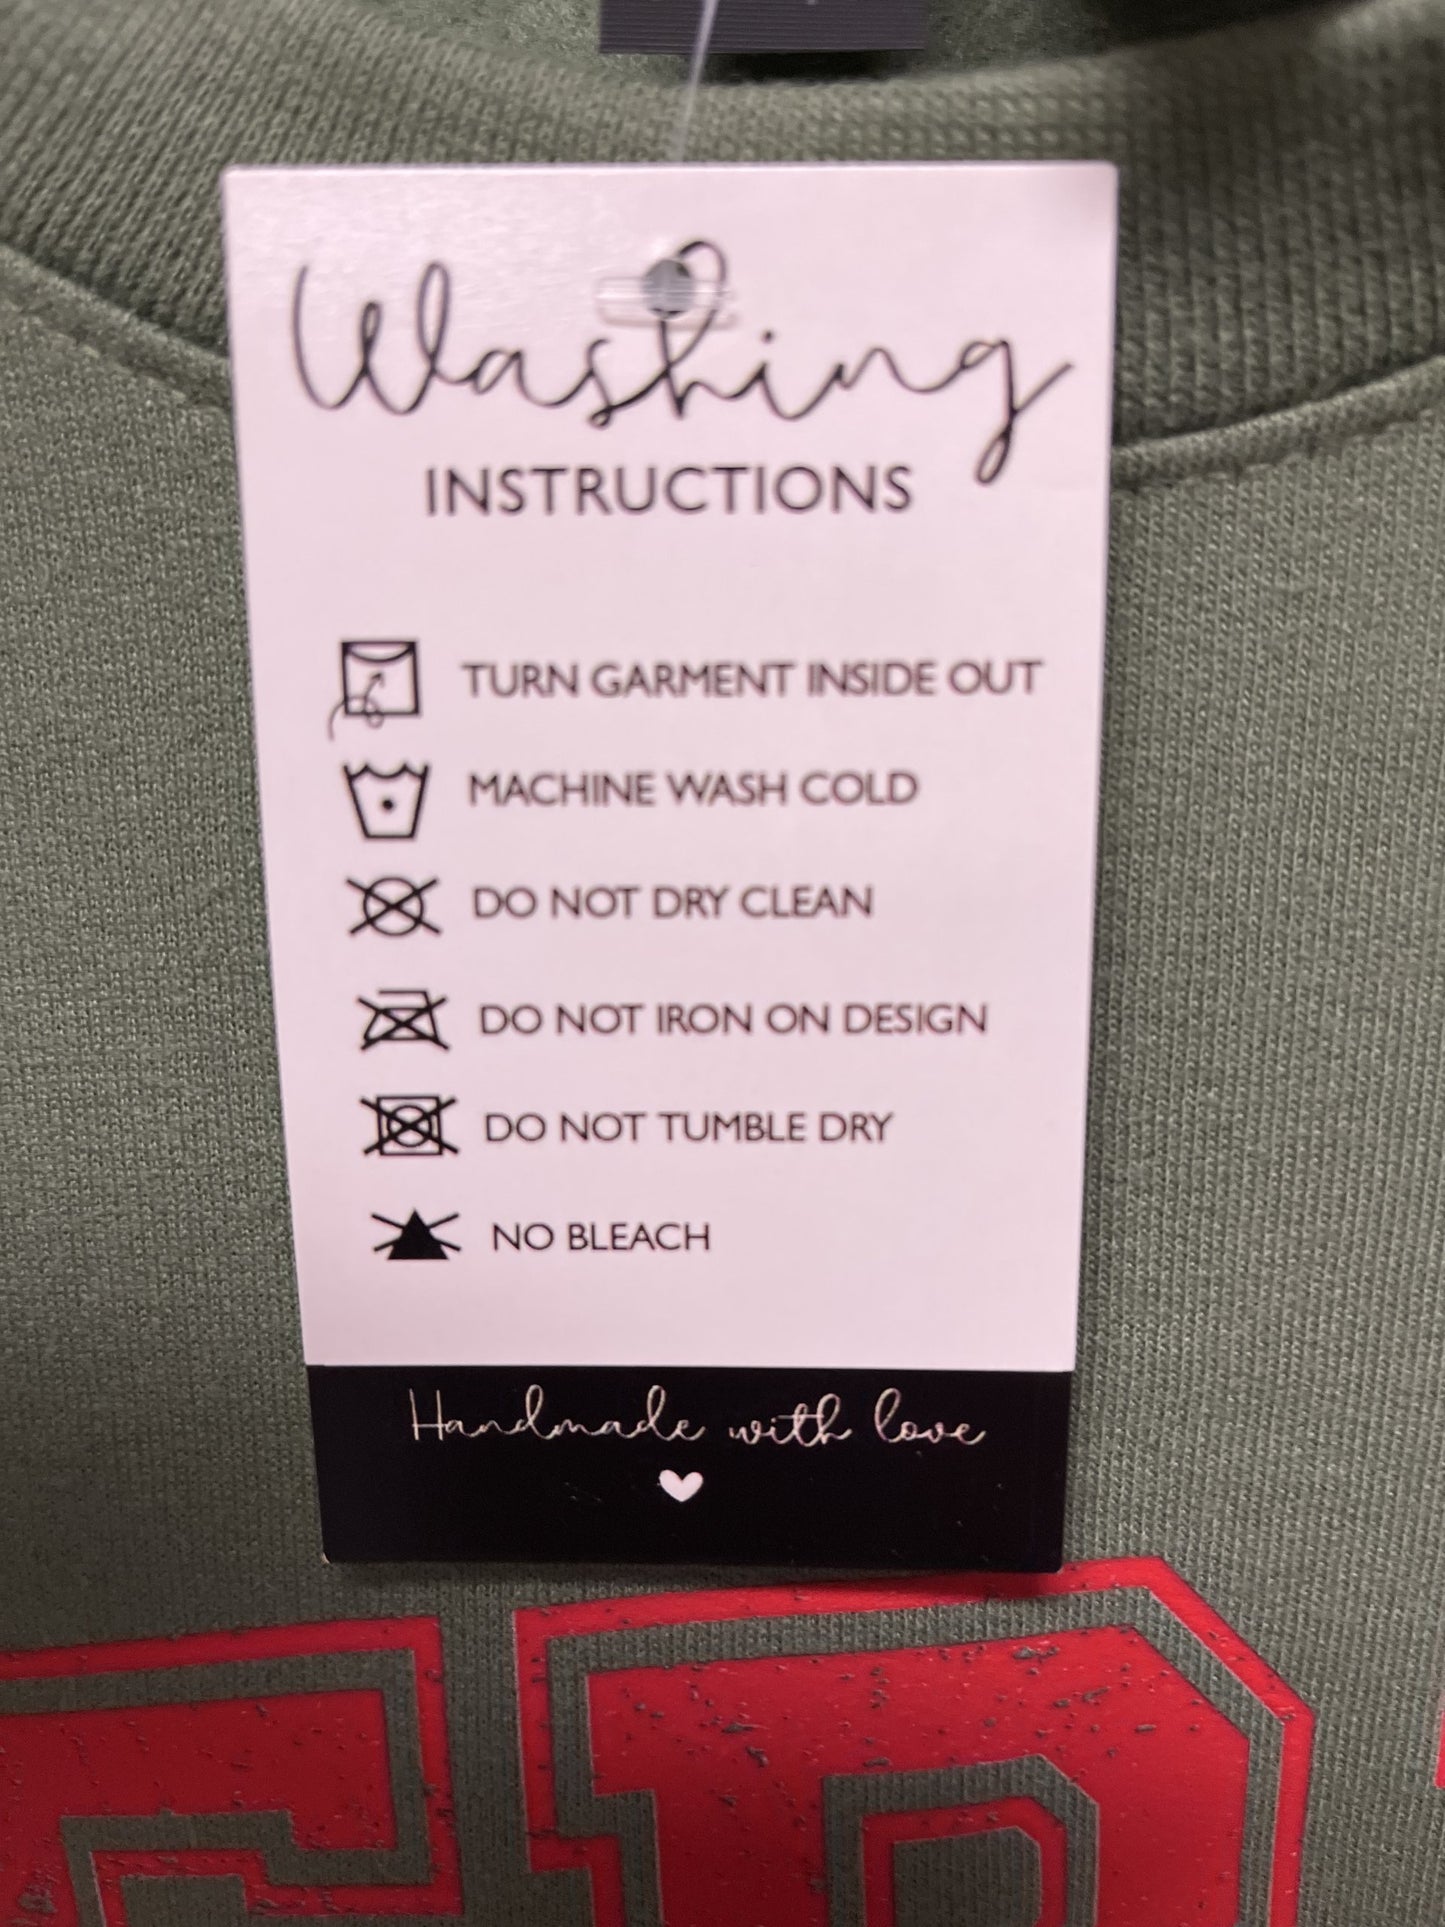 Washing
INSTRUCTIONS
TURN GARMENT INSIDE OUT
MACHINE WASH COLD
DO NOT DRY CLEAN
DO NOT IRON ON DESIGN
DO NOT TUMBLE DRY
NO BLEACH
Handmade with love